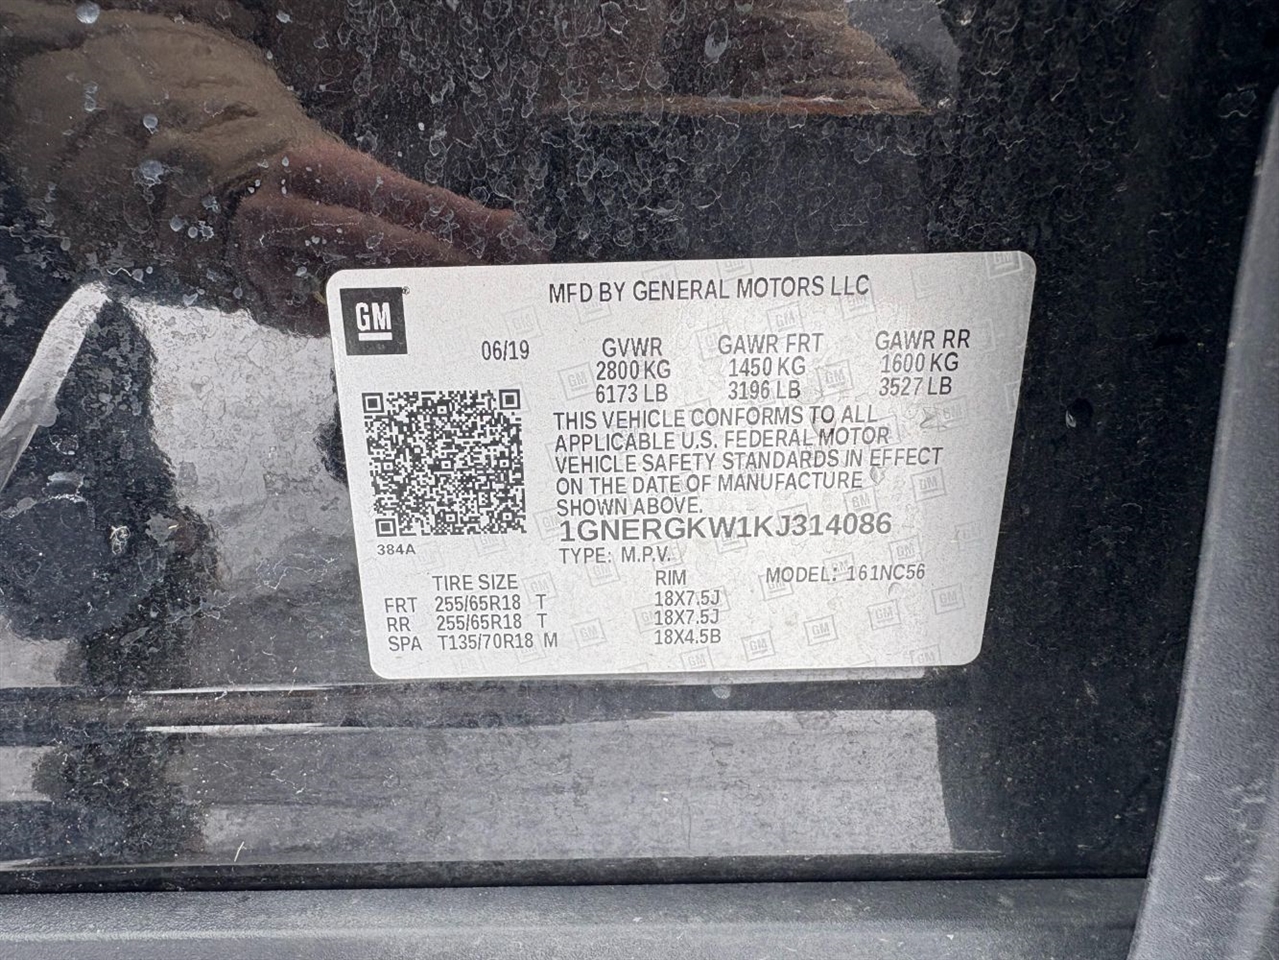 GM
MFD BY GENERAL MOTORS LLC
06/19
GVWR GAWR FRT GAWR RR
2800 KG 1450 KG 1600 KG
6173 LB 3196 LB 3527 LB
THIS VEHICLE CONFORMS TO ALL
APPLICABLE U.S. FEDERAL MOTOR
VEHICLE SAFETY STANDARDS IN EFFECT
ON THE DATE OF MANUFACTURE
SHOWN ABOVE.
1GNERGKW1KJ314086
384A
TYPE: M.P.V.
TIRE SIZE RIM MODEL: 161NC56
FRT 255/65R18 T 18X7.5J
RR 255/65R18 T 18X7.5J
SPA T135/70R18 M 18X4.5B